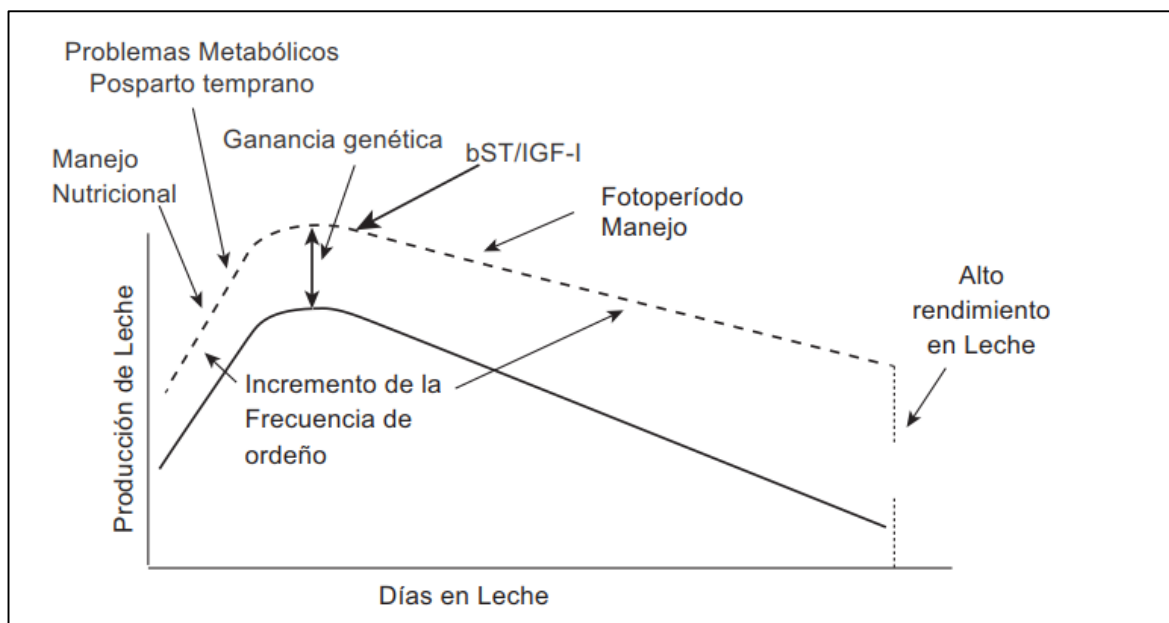 Problemas Metabólicos
Posparto temprano
Ganancia genética
bST/IGF-I
Manejo
Nutricional
Fotoperíodo
Manejo
Alto
rendimiento
en Leche
Incremento de la
Frecuencia de
ordeño
Producción de Leche
Días en Leche